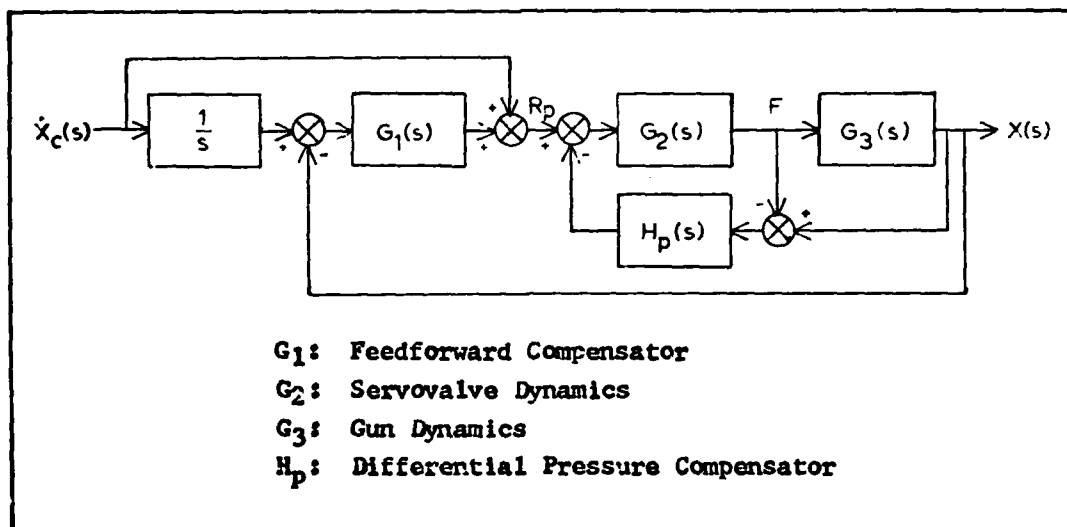 Ẋc(s)
1/s
G1(s)
Rp
G2(s)
F
G3(s)
X(s)
Hp(s)
+
-
+
+
+
-
-
+
G1: Feedforward Compensator
G2: Servovalve Dynamics
G3: Gun Dynamics
Hp: Differential Pressure Compensator